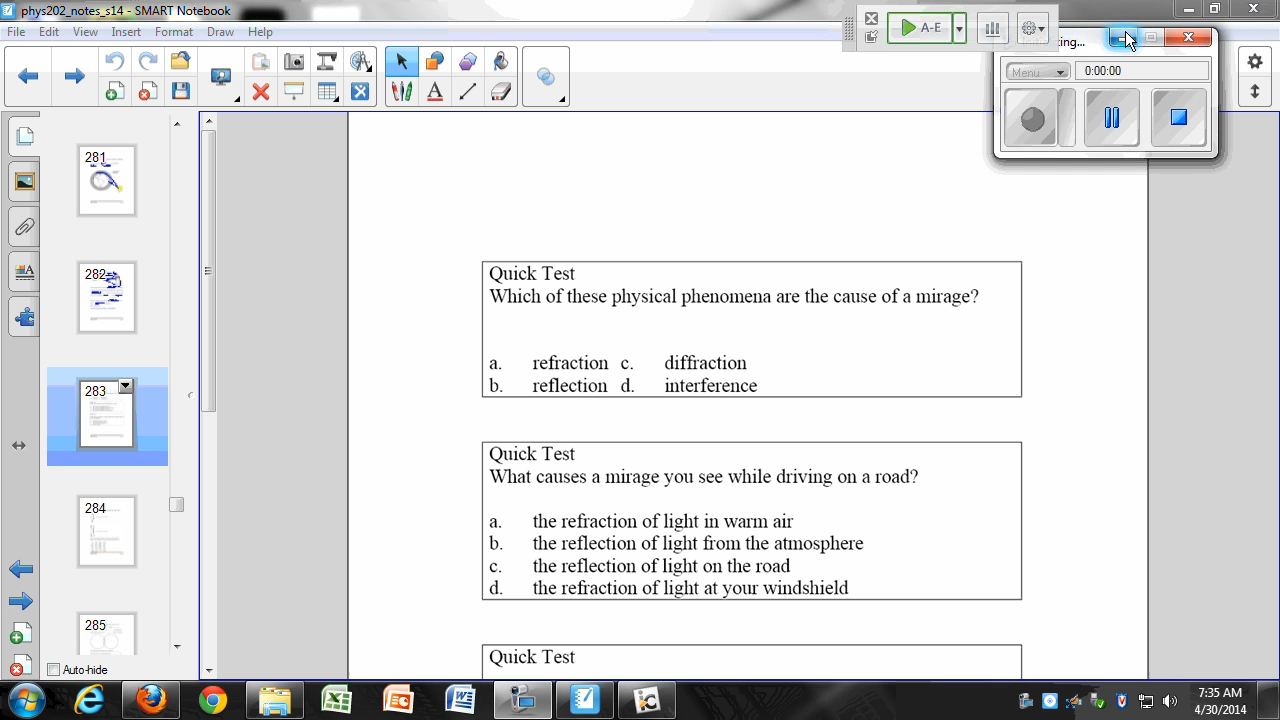 phys202_notes_s14 - SMART Notebook
File Edit View Insert Format Draw Help
A-E
ing...
Menu
0:00:00
281
282
283
284
285
Auto-hide
Quick Test
Which of these physical phenomena are the cause of a mirage?
a. refraction c. diffraction
b. reflection d. interference
Quick Test
What causes a mirage you see while driving on a road?
a. the refraction of light in warm air
b. the reflection of light from the atmosphere
c. the reflection of light on the road
d. the refraction of light at your windshield
Quick Test
7:35 AM
4/30/2014